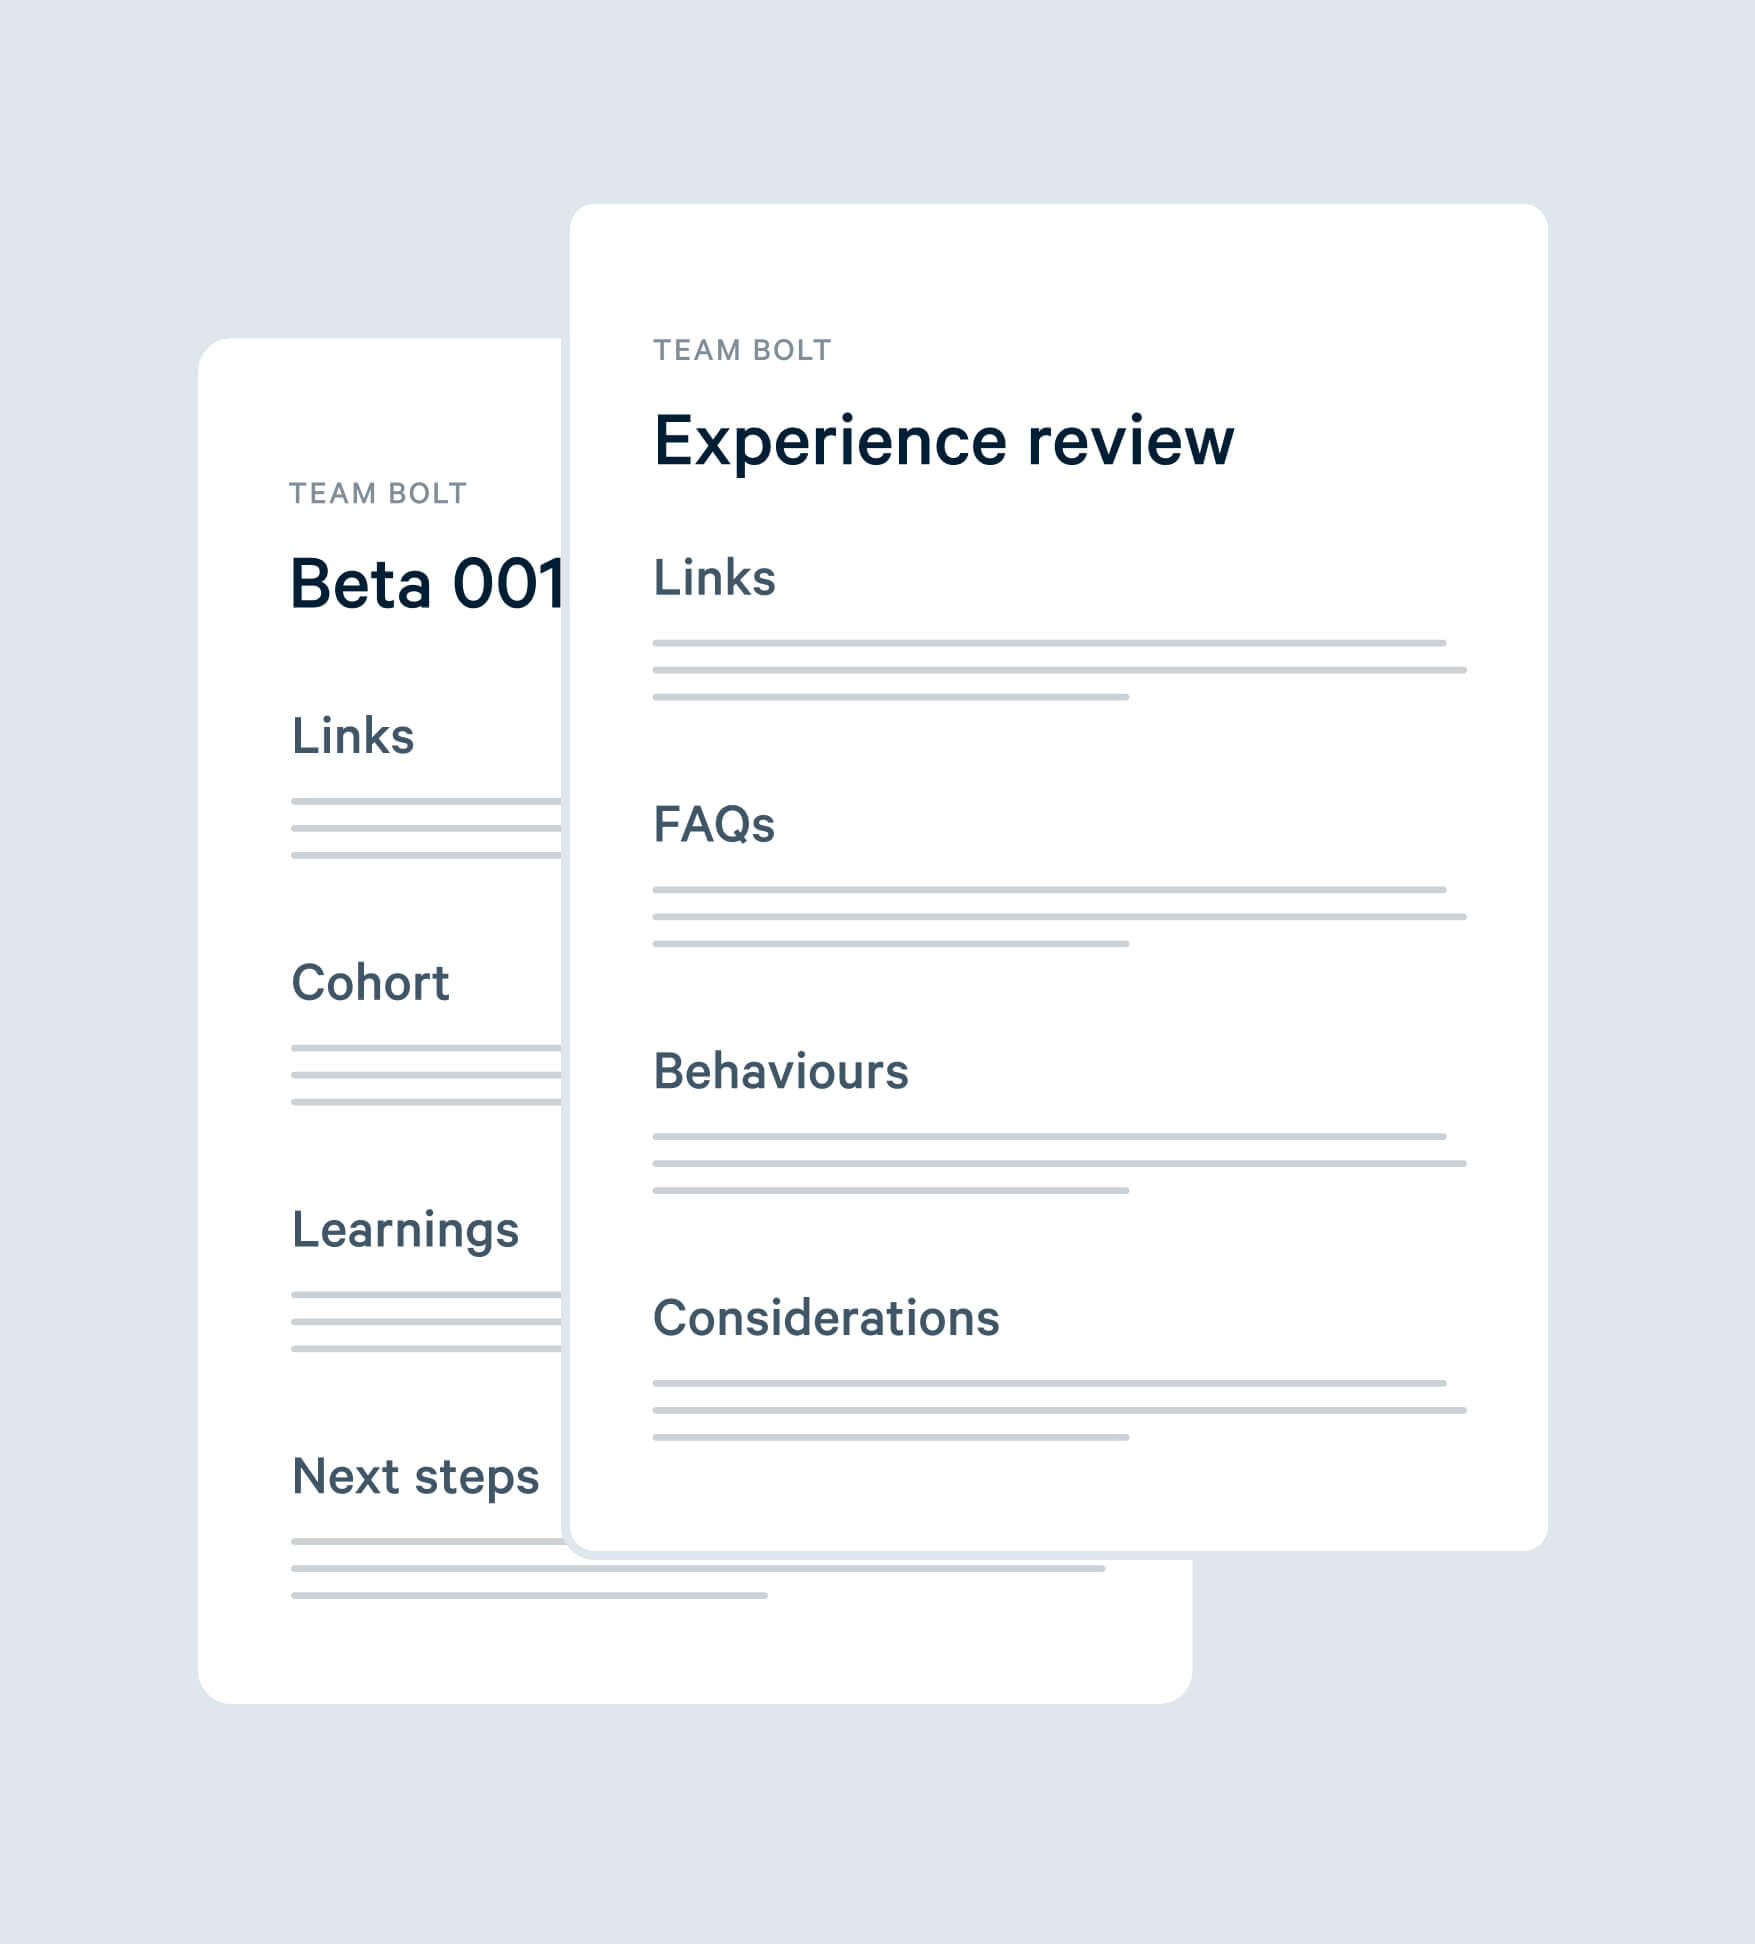 TEAM BOLT
Beta 001
Links
Cohort
Learnings
Next steps
TEAM BOLT
Experience review
Links
FAQs
Behaviours
Considerations